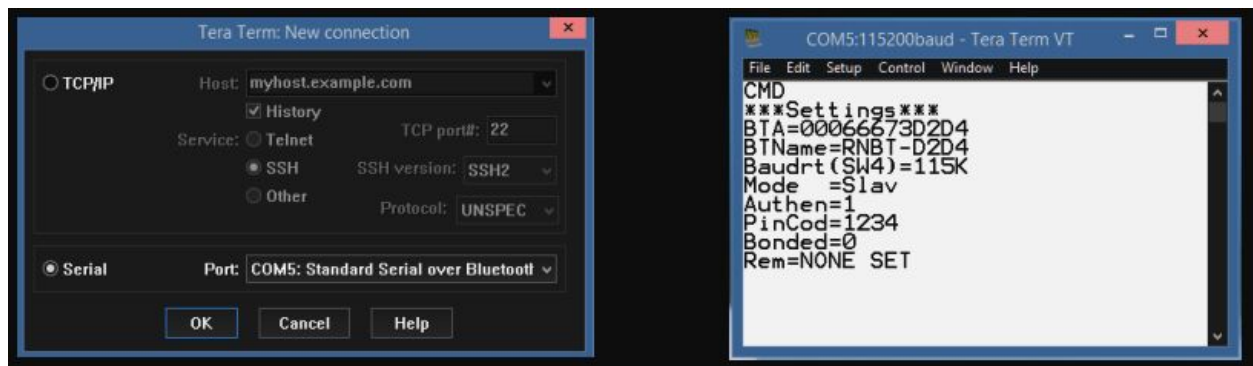 Tera Term: New connection
TCP/IP
Host: myhost.example.com
History
Service: Telnet
TCP port#: 22
SSH
SSH version: SSH2
Other
Protocol: UNSPEC
Serial
Port: COM5: Standard Serial over Bluetootl
OK Cancel Help
COM5:115200baud - Tera Term VT
File Edit Setup Control Window Help
CMD
***Settings***
BTA=00066673D2D4
BTName=RNBT-D2D4
Baudrt(SW4)=115K
Mode =Slav
Authen=1
PinCod=1234
Bonded=0
Rem=NONE SET